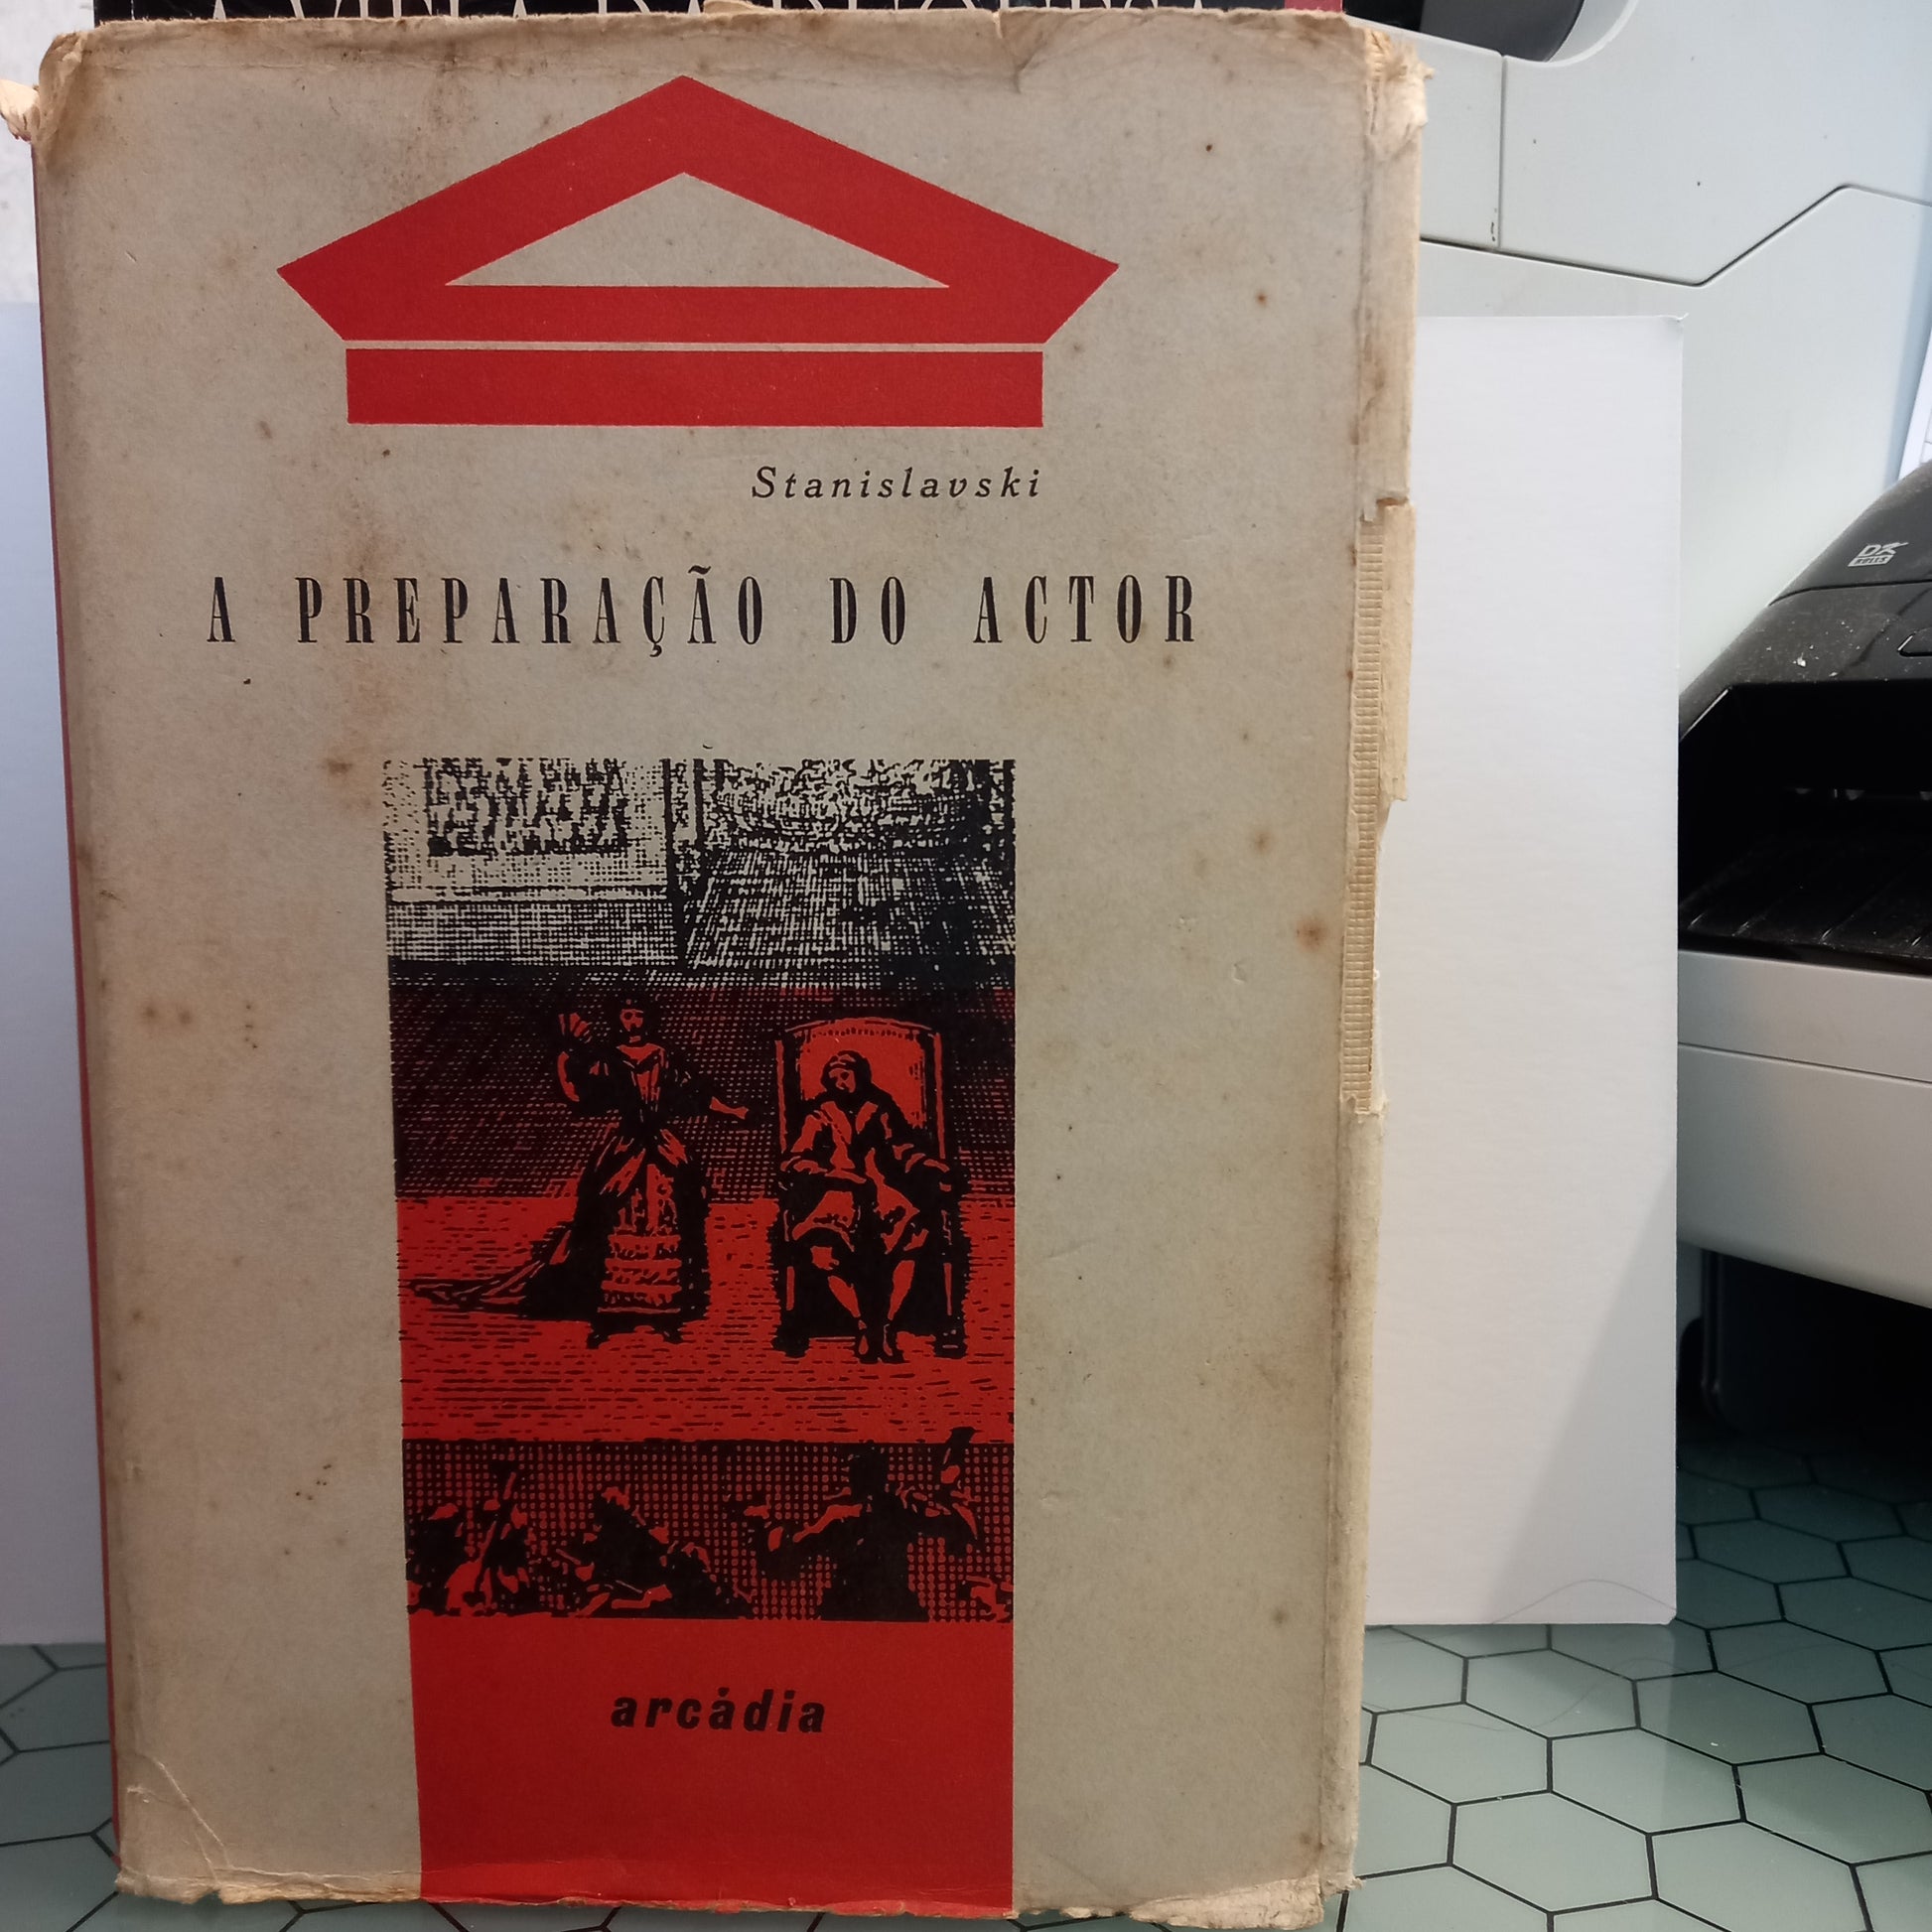 Stanislavski
A PREPARAÇÃO DO ACTOR
arcádia